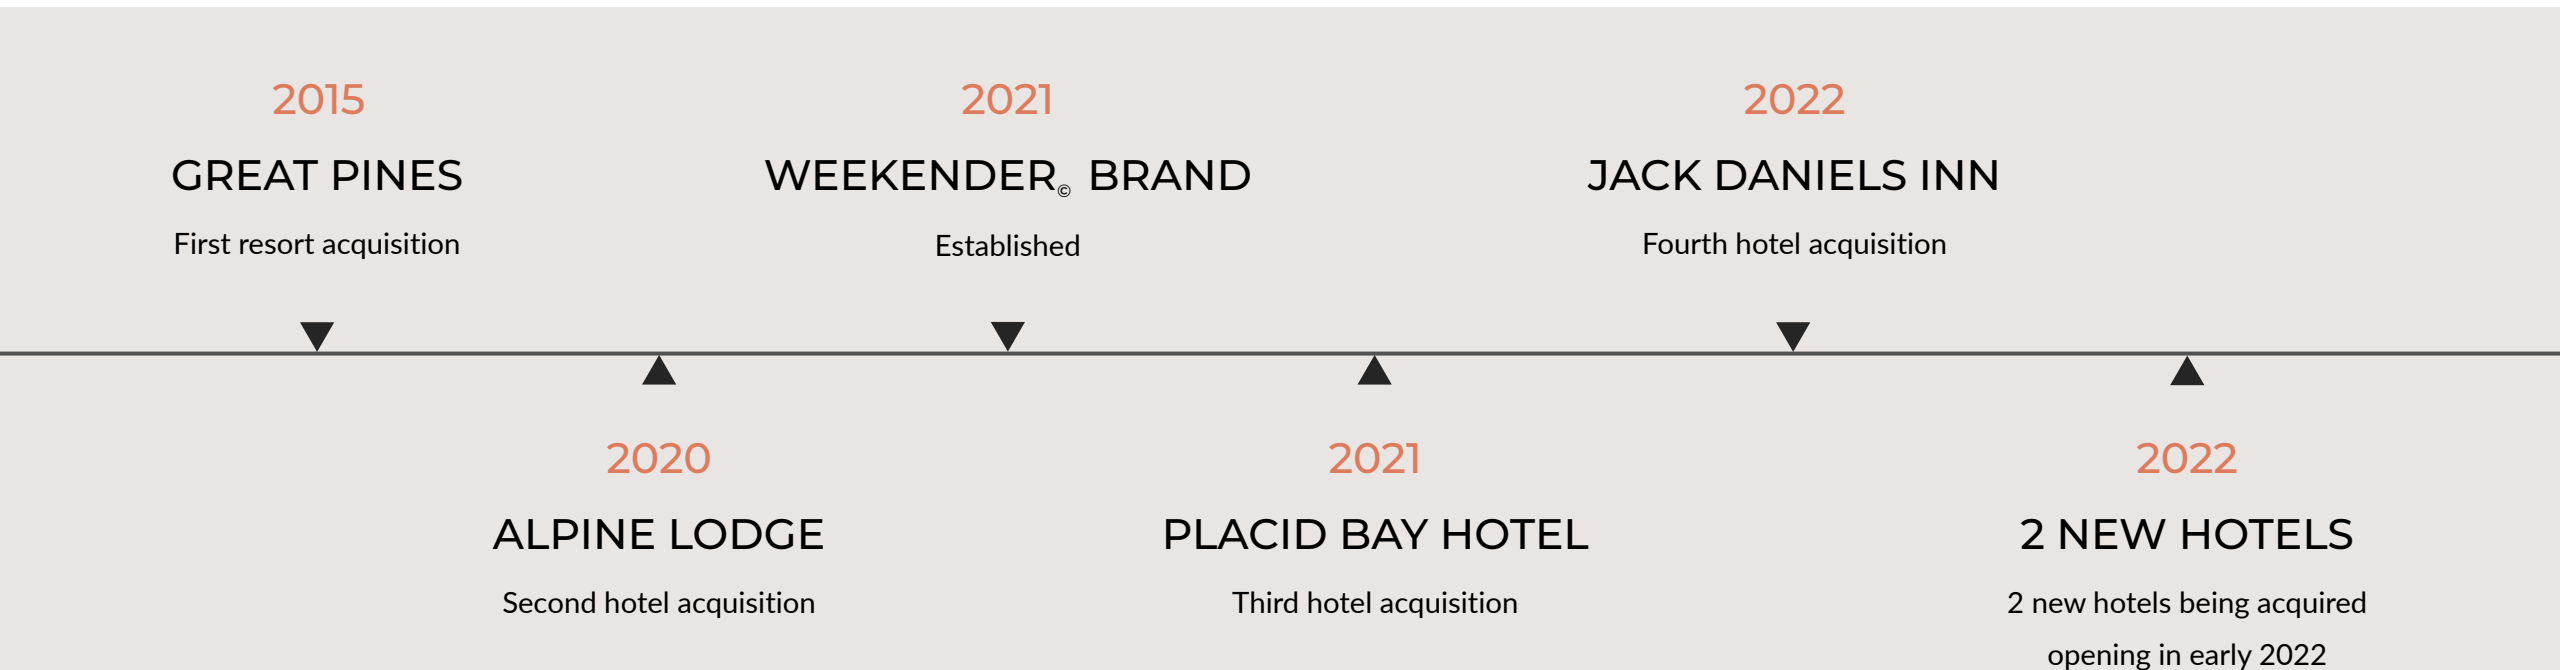 2015
GREAT PINES
First resort acquisition
2020
ALPINE LODGE
Second hotel acquisition
2021
WEEKENDER© BRAND
Established
2021
PLACID BAY HOTEL
Third hotel acquisition
2022
JACK DANIELS INN
Fourth hotel acquisition
2022
2 NEW HOTELS
2 new hotels being acquired
opening in early 2022